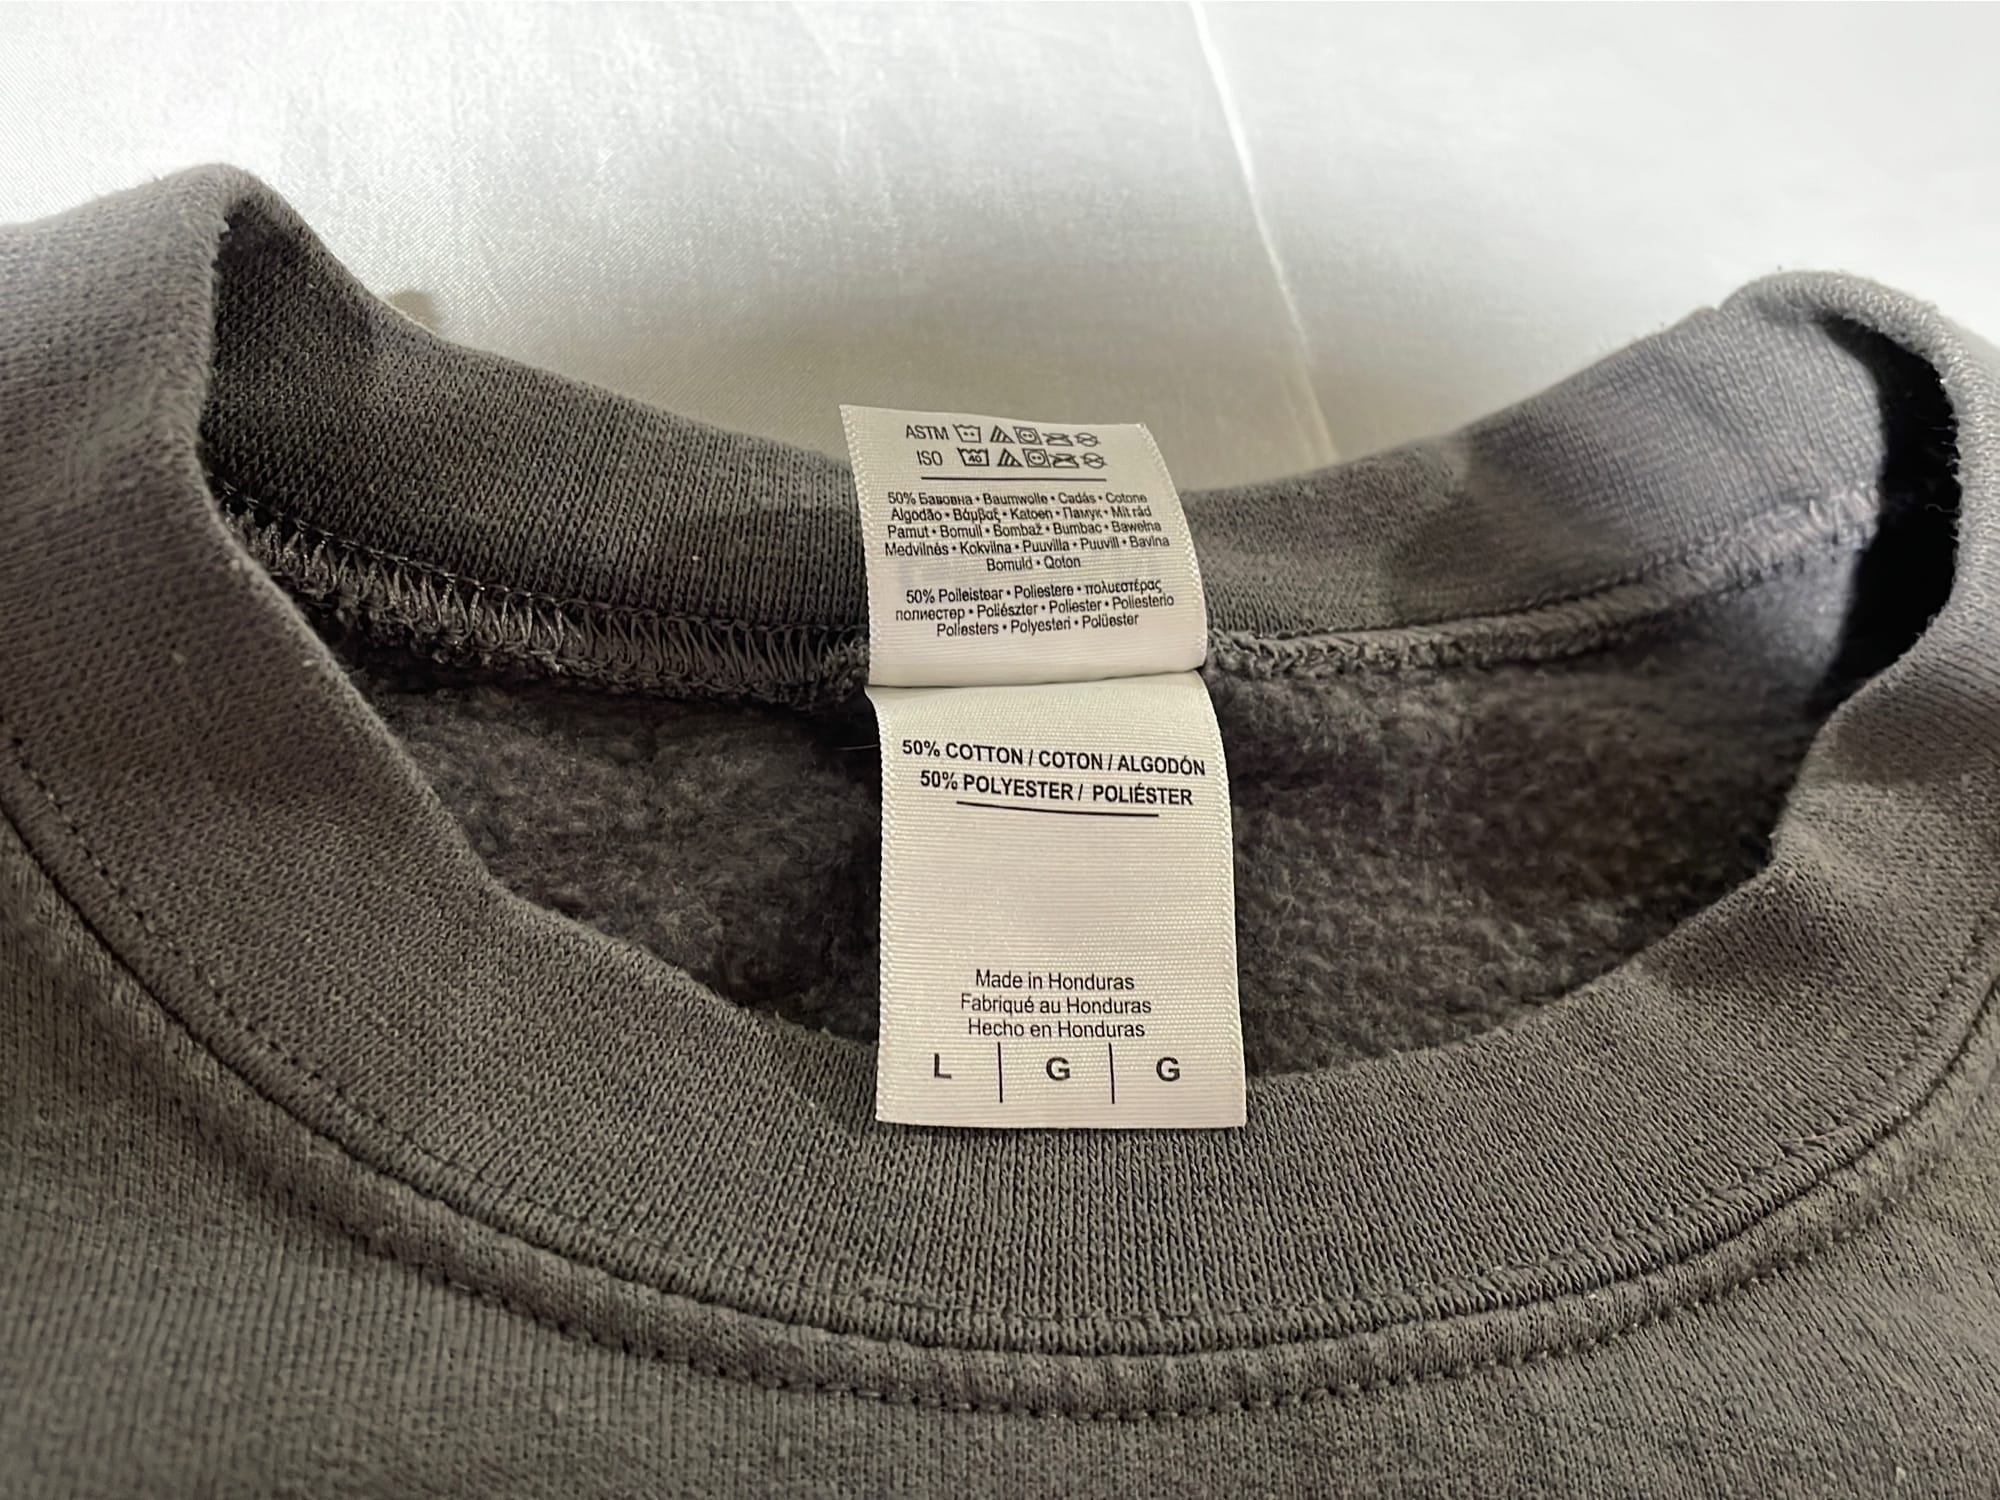 ASTM
ISO 40
50% Бавовна • Baumwolle • Cadás • Cotone
Algodão • Βάμβαξ • Katoen • Памук • Mit rád
Pamut • Bomull • Bombaž • Bumbac • Bawełna
Medvilnės • Kokvilna • Puuvilla • Puuvill • Bavlna
Bomuld • Qoton
50% Poileistear • Poliestere • πολυεστέρας
полиестер • Poliészter • Poliester • Poliesterio
Poliesters • Polyesteri • Polüester
50% COTTON / COTON / ALGODÓN
50% POLYESTER / POLIÉSTER
Made in Honduras
Fabriqué au Honduras
Hecho en Honduras
L | G | G